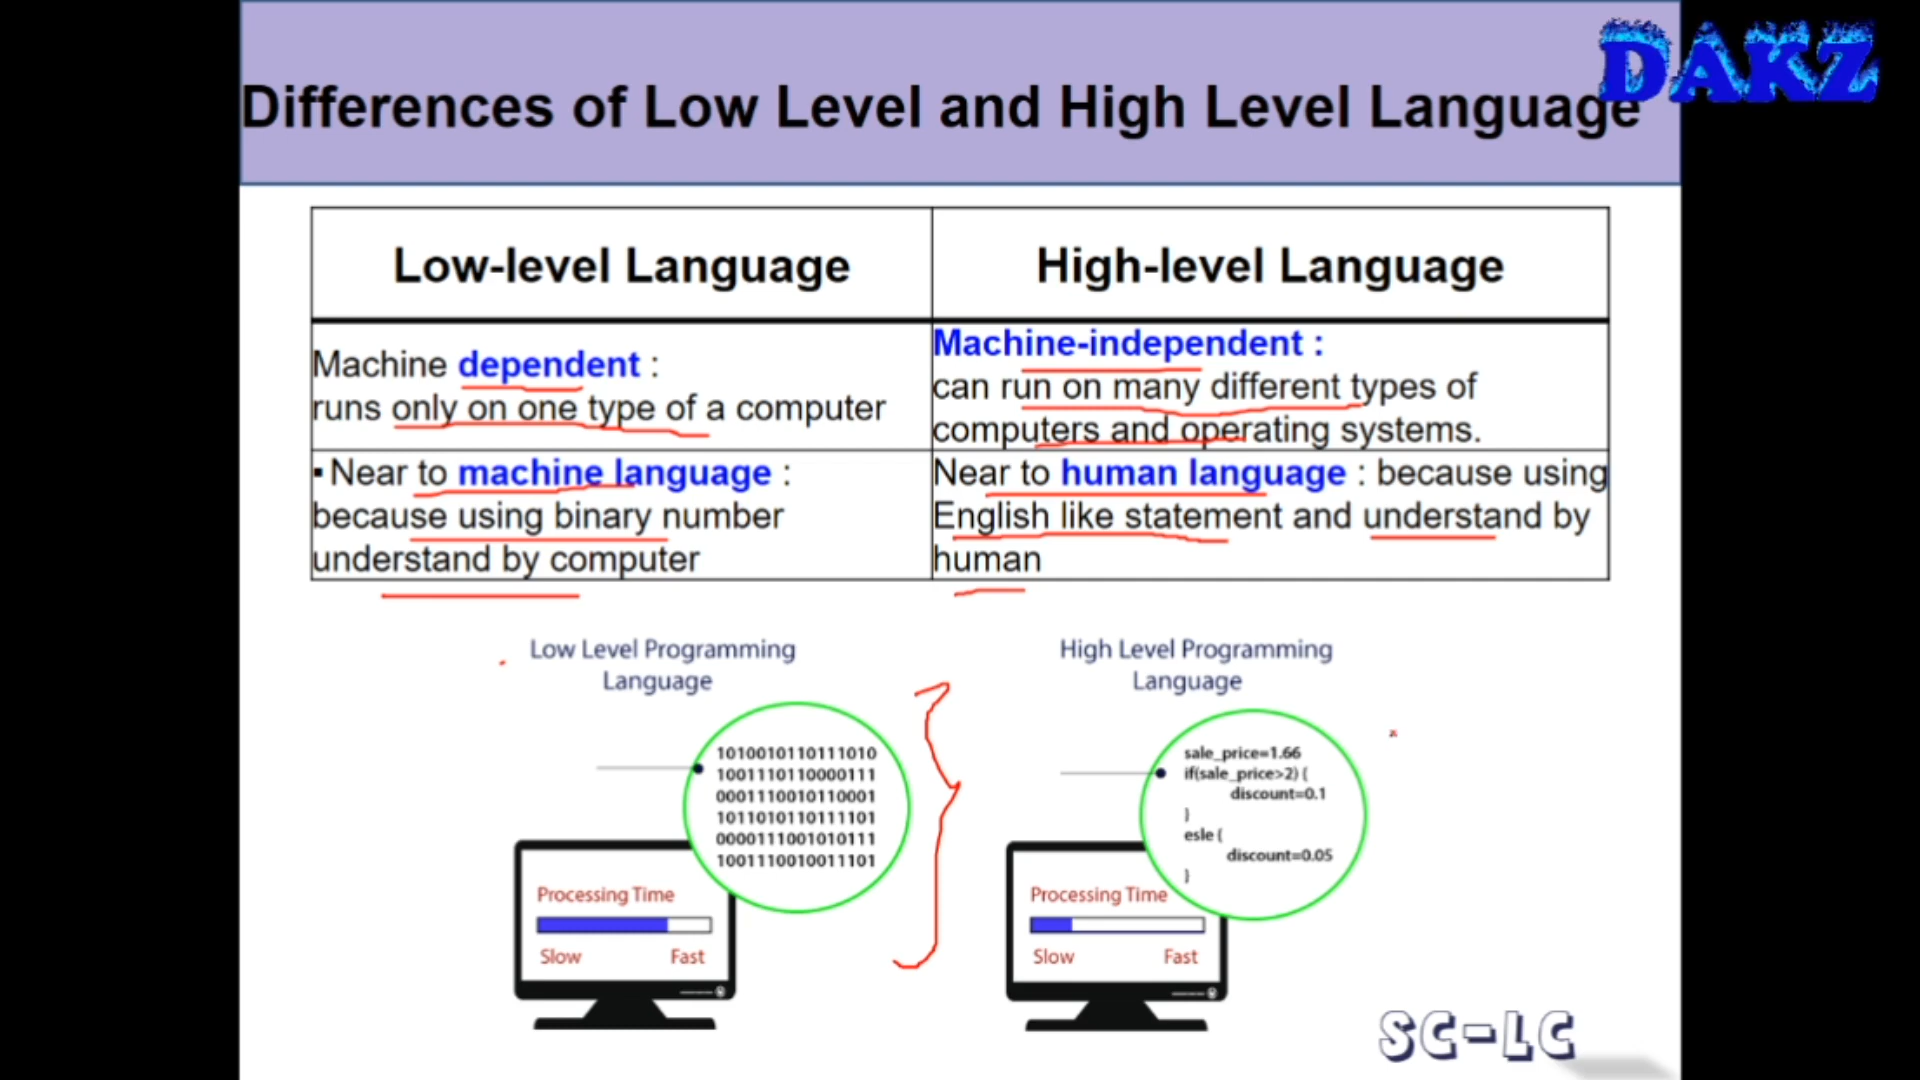 DAKZ
Differences of Low Level and High Level Language
Low-level Language
High-level Language
Machine dependent :
runs only on one type of a computer
Machine-independent :
can run on many different types of
computers and operating systems.
▪ Near to machine language :
because using binary number
understand by computer
Near to human language : because using
English like statement and understand by
human
Low Level Programming
Language
1010010110111010
1001110110000111
0001110010110001
1011010110111101
0000111001010111
1001110010011101
Processing Time
Slow Fast
High Level Programming
Language
sale_price=1.66
if(sale_price>2) {
discount=0.1
}
esle {
discount=0.05
}
Processing Time
Slow Fast
SC-LC